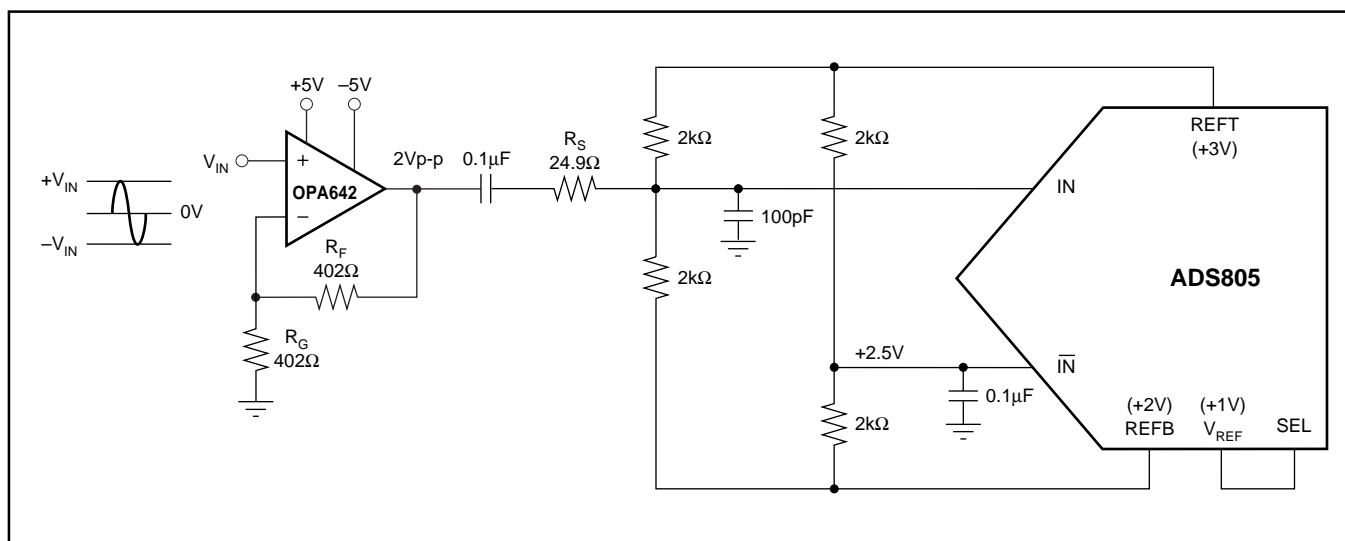 +5V
–5V
V_IN
+
OPA642
–
2Vp-p
0.1μF
R_S
24.9Ω
+V_IN
0V
–V_IN
R_F
402Ω
R_G
402Ω
2kΩ
2kΩ
2kΩ
2kΩ
100pF
+2.5V
0.1μF
REFT
(+3V)
IN
ADS805
I̅N̅
(+2V)
REFB
(+1V)
V_REF
SEL